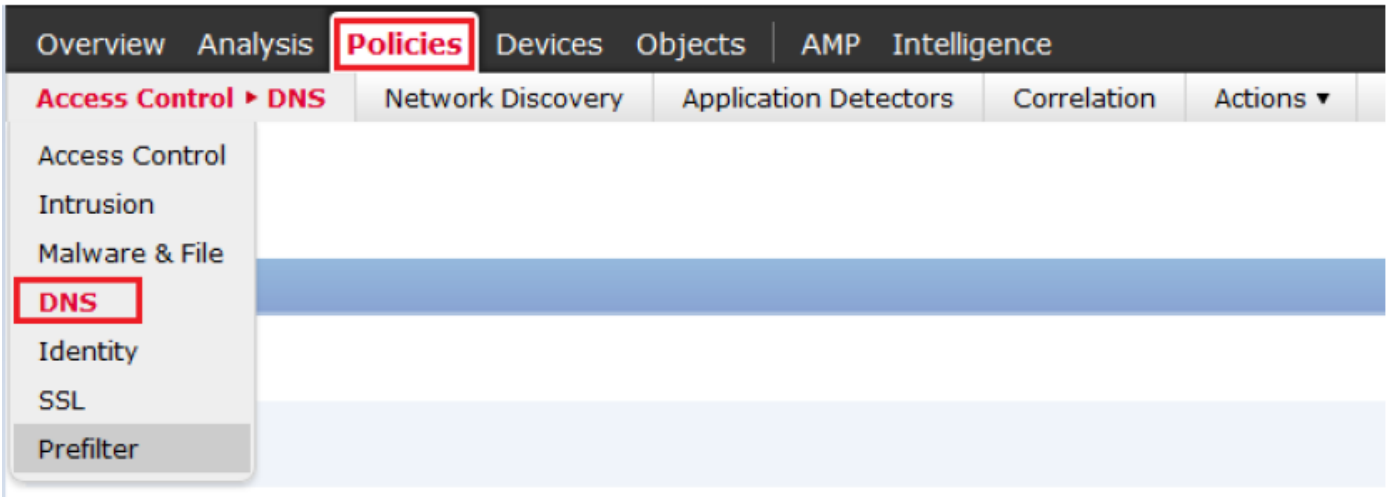 Overview Analysis Policies Devices Objects AMP Intelligence
Access Control ▸ DNS Network Discovery Application Detectors Correlation Actions ▾
Access Control
Intrusion
Malware & File
DNS
Identity
SSL
Prefilter